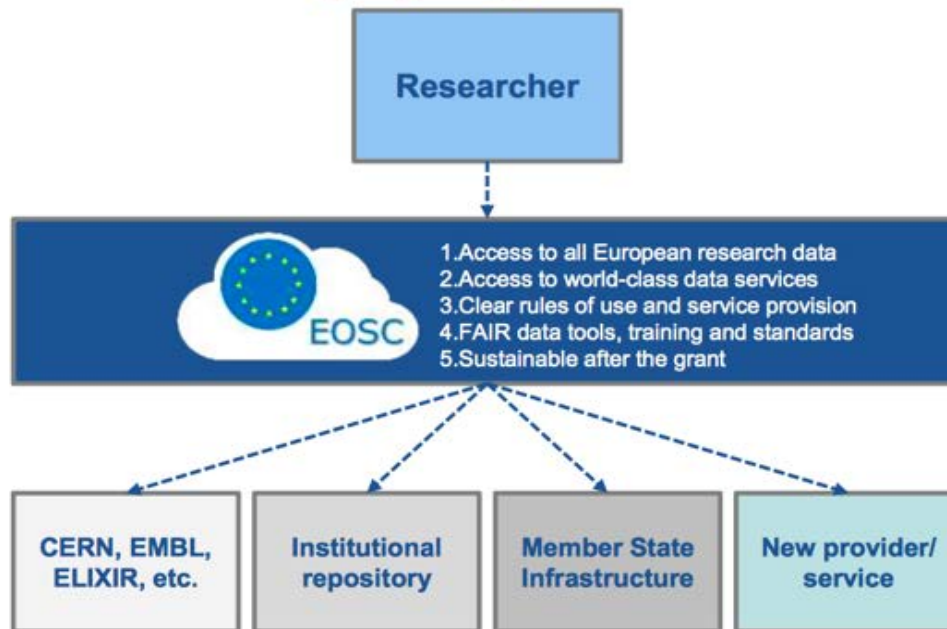 Researcher
EOSC
1.Access to all European research data
2.Access to world-class data services
3.Clear rules of use and service provision
4.FAIR data tools, training and standards
5.Sustainable after the grant
CERN, EMBL,
ELIXIR, etc.
Institutional
repository
Member State
Infrastructure
New provider/
service